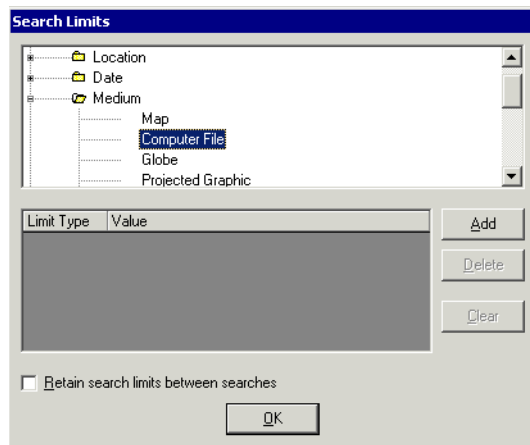 Search Limits
Location
Date
Medium
Map
Computer File
Globe
Projected Graphic
Limit Type Value
Add
Delete
Clear
Retain search limits between searches
OK